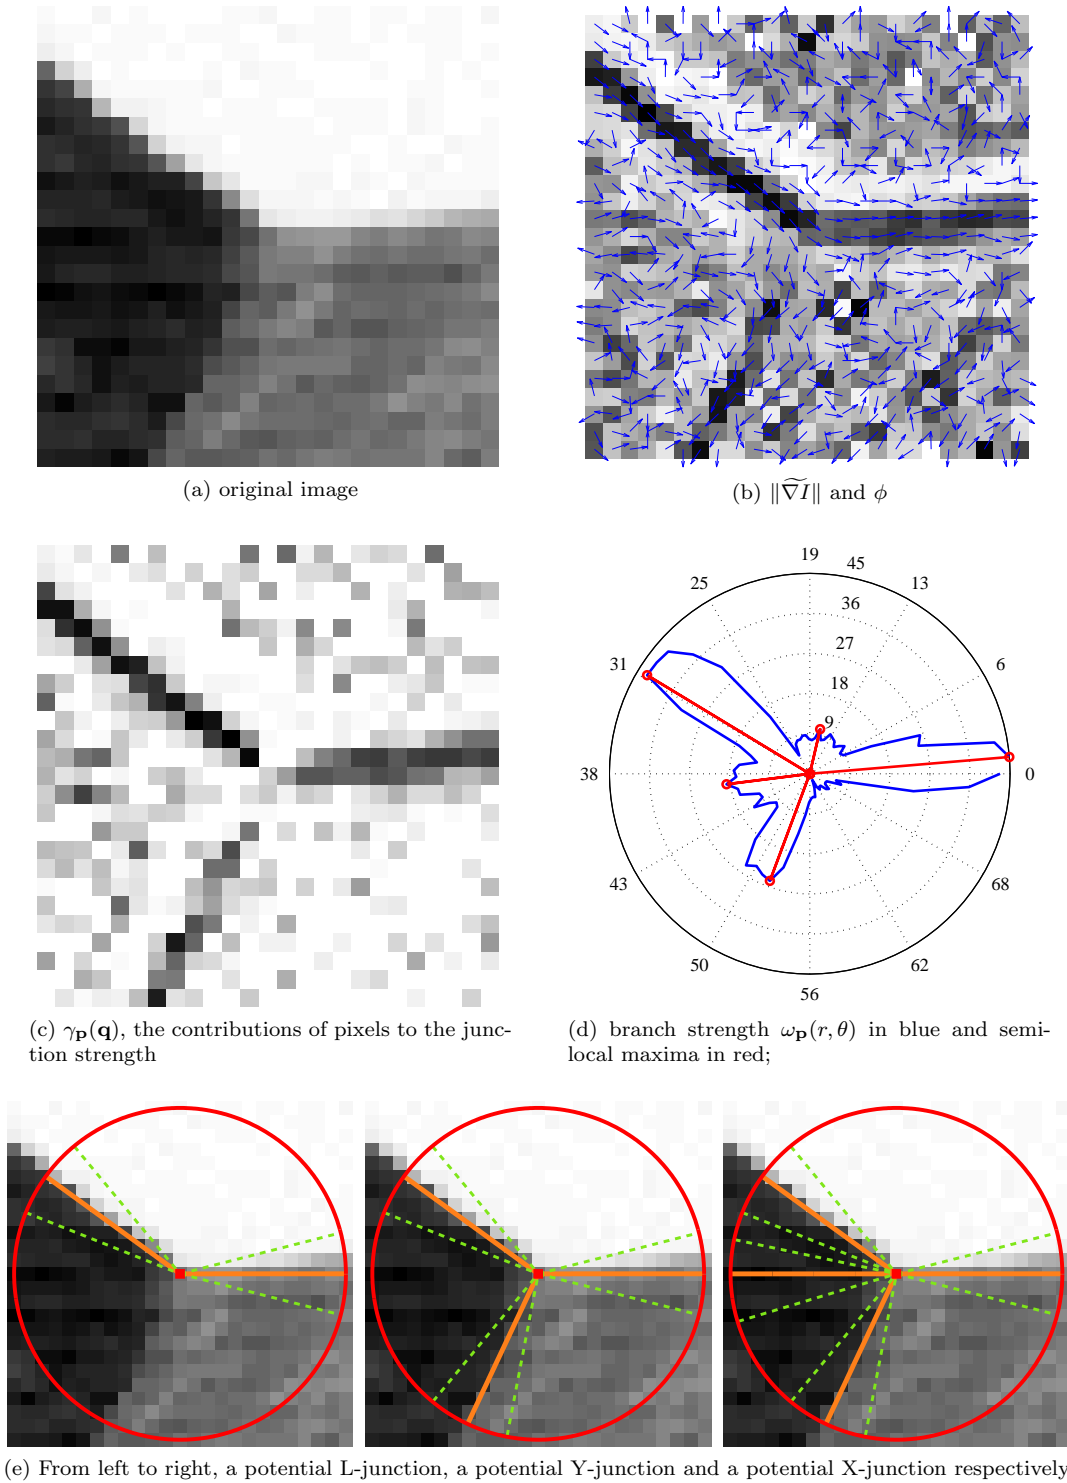 (a) original image
(b) ‖∇̃I‖ and ϕ
19
45
25
13
36
27
31
6
18
9
38
0
43
68
50
62
56
(c) γₚ(q), the contributions of pixels to the junc-
tion strength
(d) branch strength ωₚ(r, θ) in blue and semi-
local maxima in red;
(e) From left to right, a potential L-junction, a potential Y-junction and a potential X-junction respectively